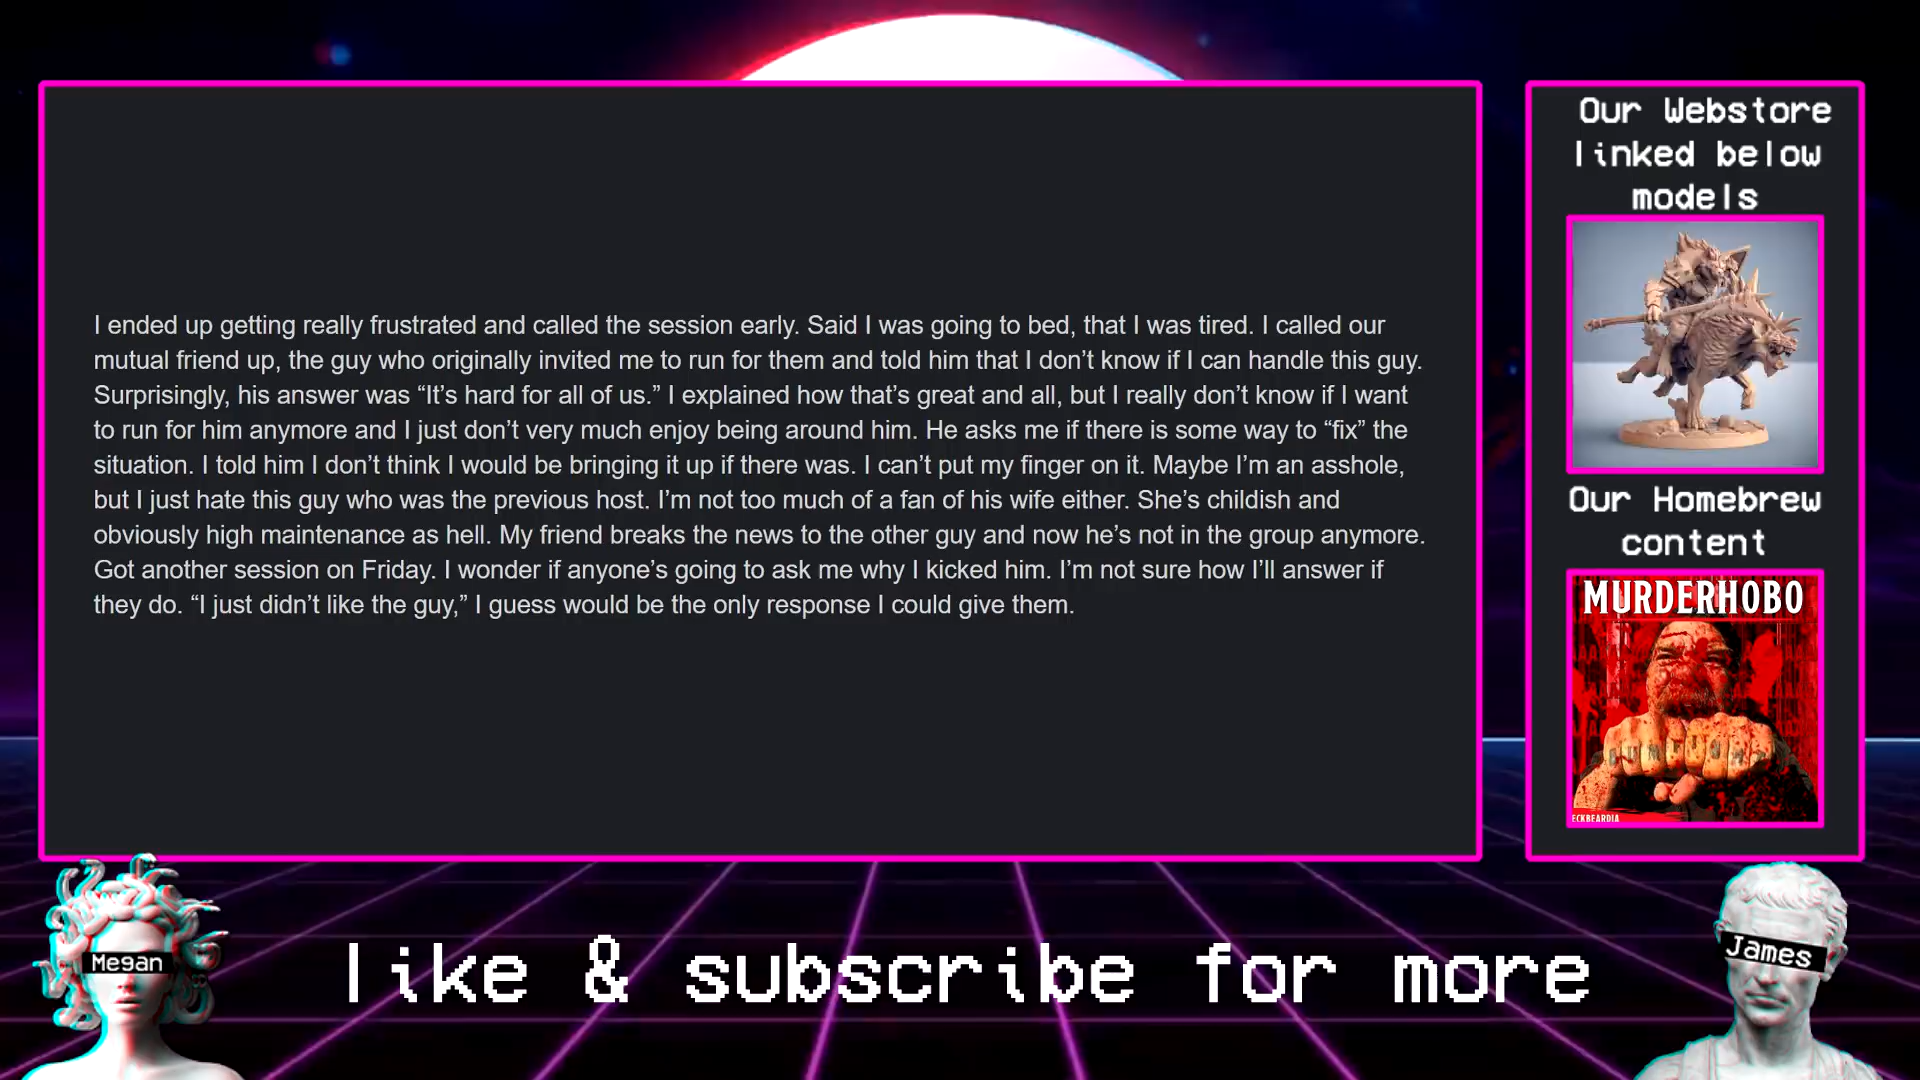 I ended up getting really frustrated and called the session early. Said I was going to bed, that I was tired. I called our
mutual friend up, the guy who originally invited me to run for them and told him that I don’t know if I can handle this guy.
Surprisingly, his answer was “It’s hard for all of us.” I explained how that’s great and all, but I really don’t know if I want
to run for him anymore and I just don’t very much enjoy being around him. He asks me if there is some way to “fix” the
situation. I told him I don’t think I would be bringing it up if there was. I can’t put my finger on it. Maybe I’m an asshole,
but I just hate this guy who was the previous host. I’m not too much of a fan of his wife either. She’s childish and
obviously high maintenance as hell. My friend breaks the news to the other guy and now he’s not in the group anymore.
Got another session on Friday. I wonder if anyone’s going to ask me why I kicked him. I’m not sure how I’ll answer if
they do. “I just didn’t like the guy,” I guess would be the only response I could give them.
Our Webstore
linked below
models
Our Homebrew
content
MURDERHOBO
ECKBEARDIA
Megan
like & subscribe for more
James